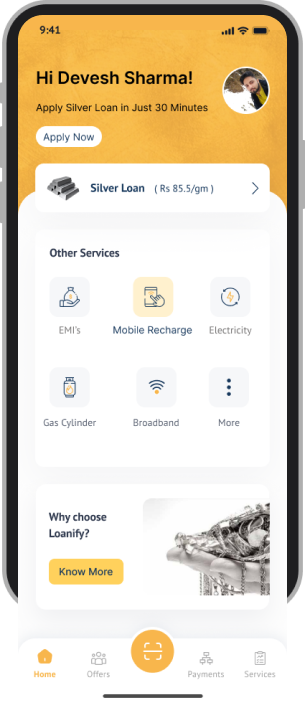 9:41
Hi Devesh Sharma!
Apply Silver Loan in Just 30 Minutes
Apply Now
Silver Loan ( Rs 85.5/gm )
Other Services
EMI's Mobile Recharge Electricity
Gas Cylinder Broadband More
Why choose
Loanify?
Know More
Home Offers Payments Services